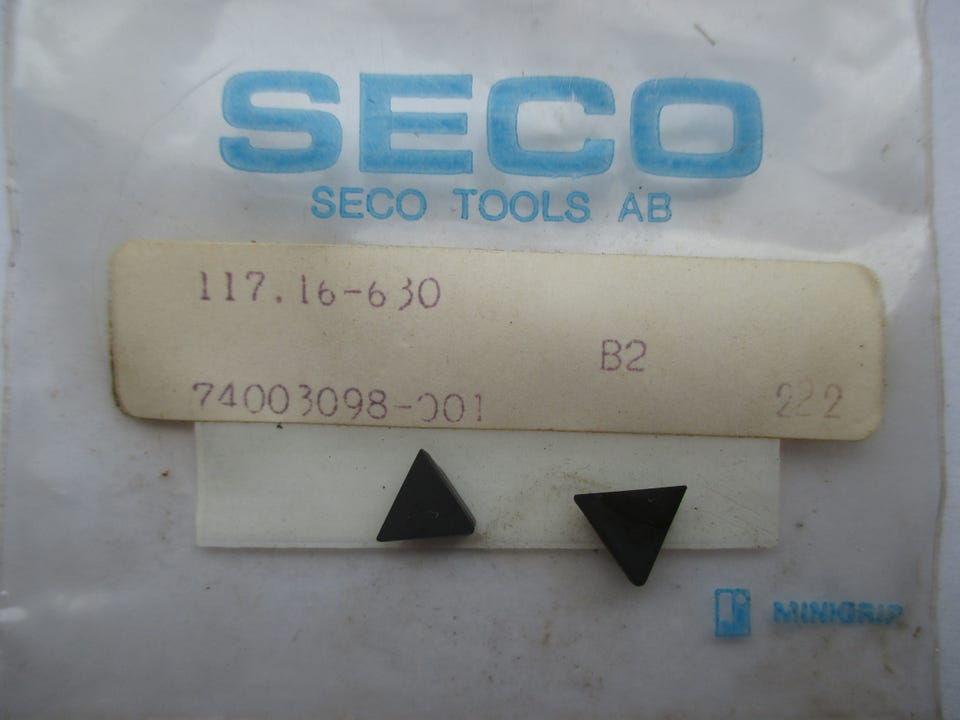 SECO
SECO TOOLS AB
117.16-630
B2
74003098-001
222
MINIGRIP